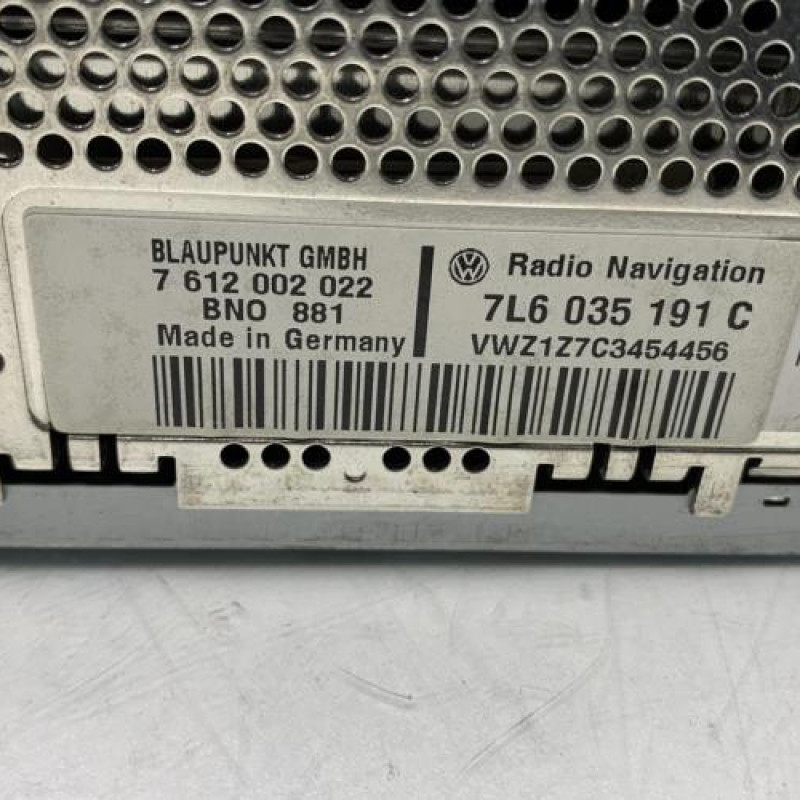 BLAUPUNKT GMBH
7 612 002 022
BNO 881
Made in Germany
Radio Navigation
7L6 035 191 C
VWZ1Z7C3454456